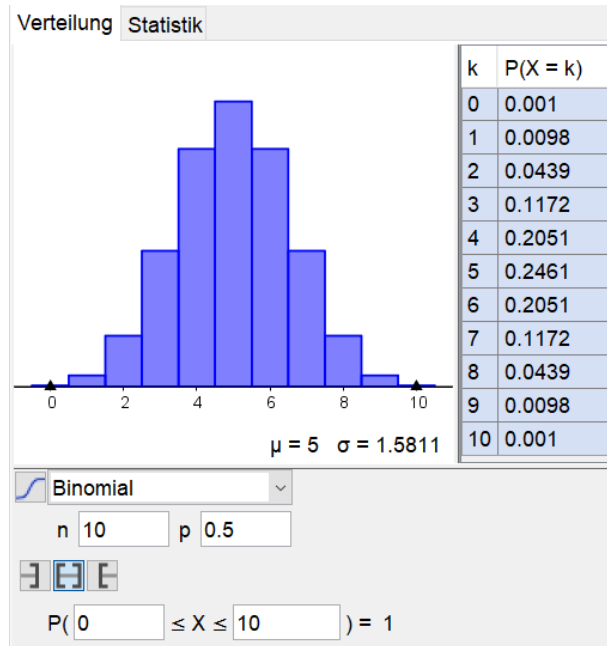 Verteilung Statistik
k P(X = k)
0 0.001
1 0.0098
2 0.0439
3 0.1172
4 0.2051
5 0.2461
6 0.2051
7 0.1172
8 0.0439
9 0.0098
10 0.001
0 2 4 6 8 10
μ = 5 σ = 1.5811
Binomial
n 10 p 0.5
P( 0 ≤ X ≤ 10 ) = 1